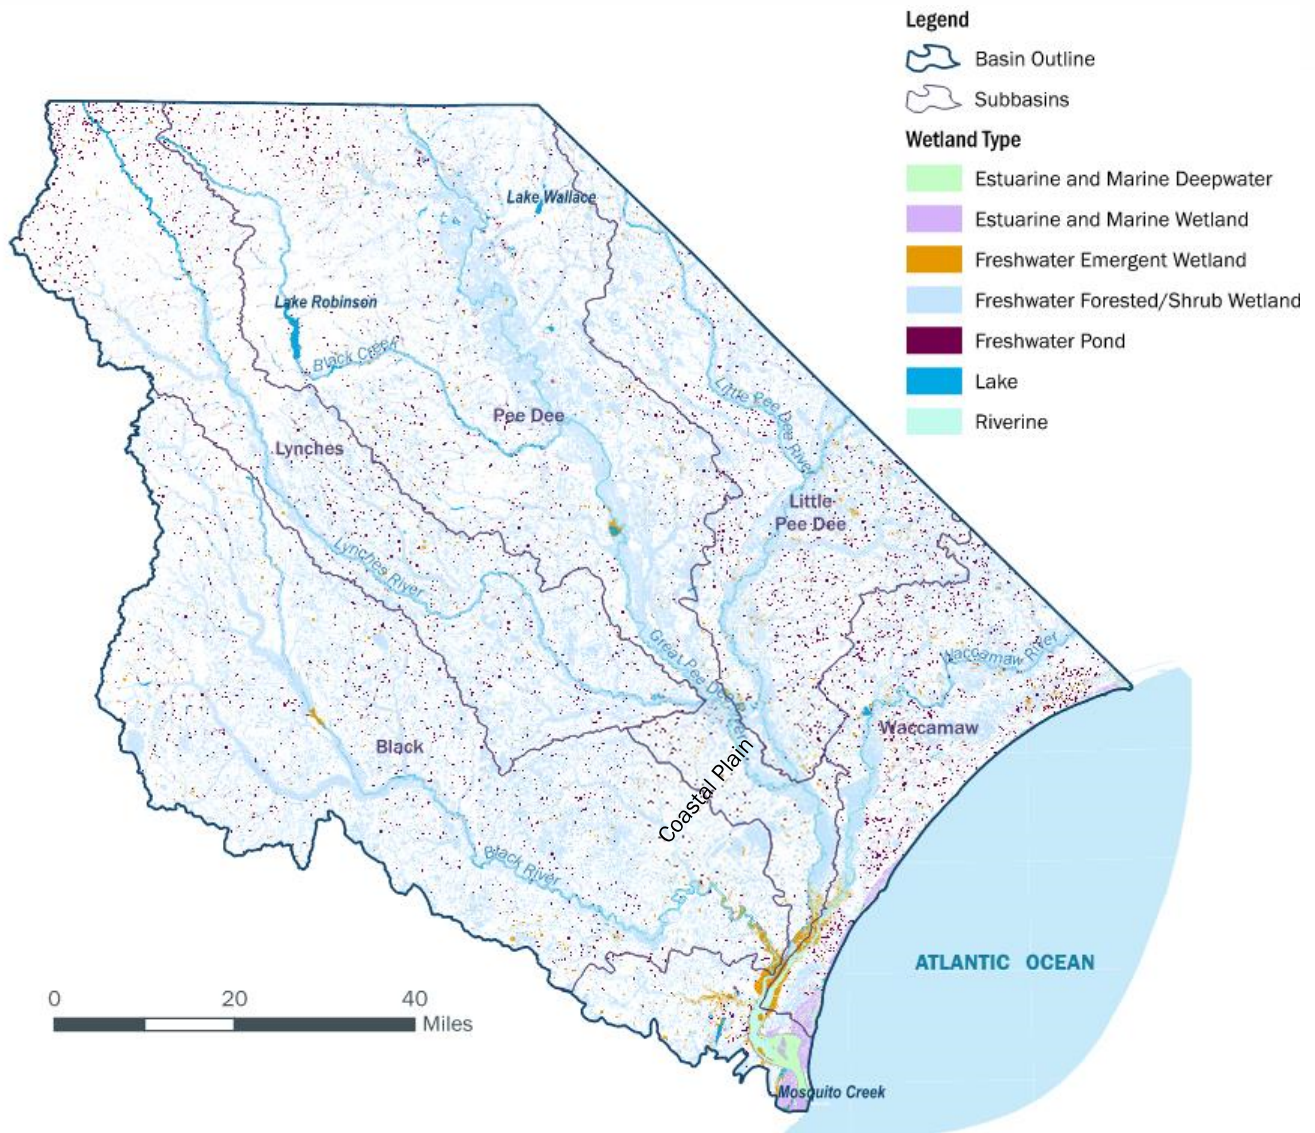 Legend
Basin Outline
Subbasins
Wetland Type
Estuarine and Marine Deepwater
Estuarine and Marine Wetland
Freshwater Emergent Wetland
Freshwater Forested/Shrub Wetland
Freshwater Pond
Lake
Riverine
Lake Wallace
Lake Robinson
Black Creek
Pee Dee
Little Pee Dee River
Lynches
Little
Pee Dee
Lynches River
Great Pee Dee River
Waccamaw River
Waccamaw
Black
Coastal Plain
Black River
ATLANTIC OCEAN
0 20 40
Miles
Mosquito Creek